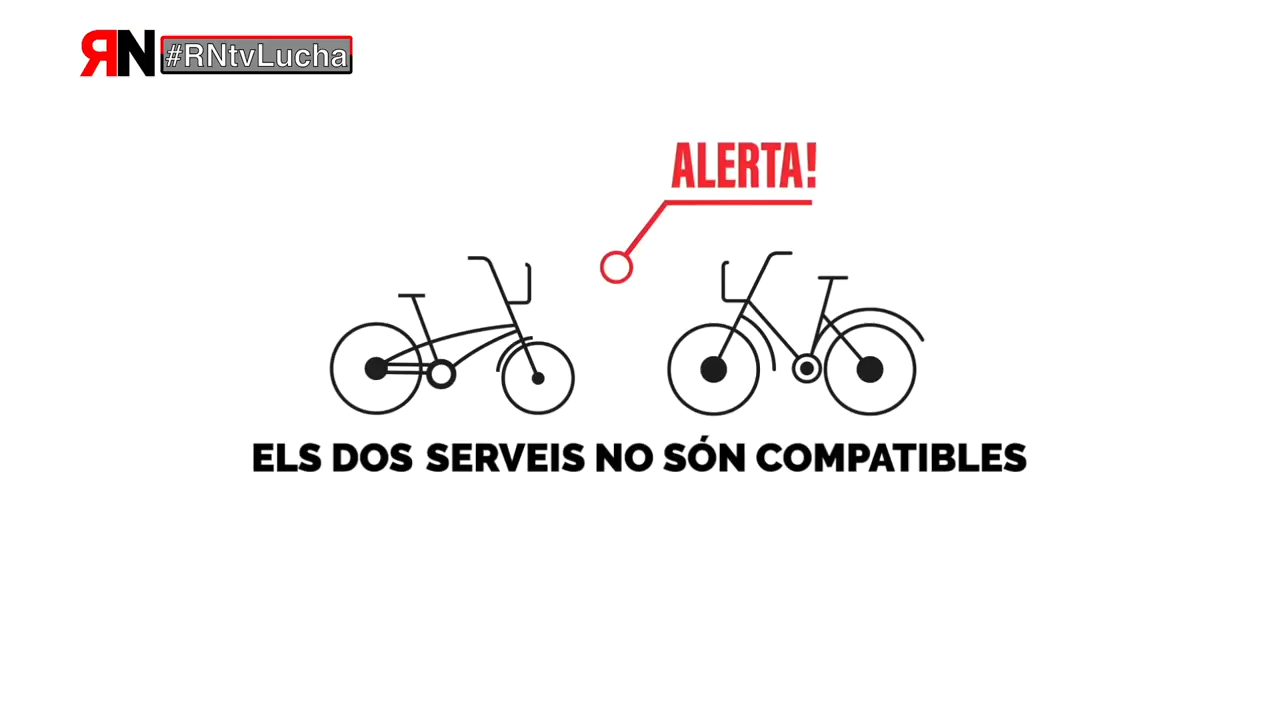 RN #RNtvLucha
ALERTA!
ELS DOS SERVEIS NO SÓN COMPATIBLES